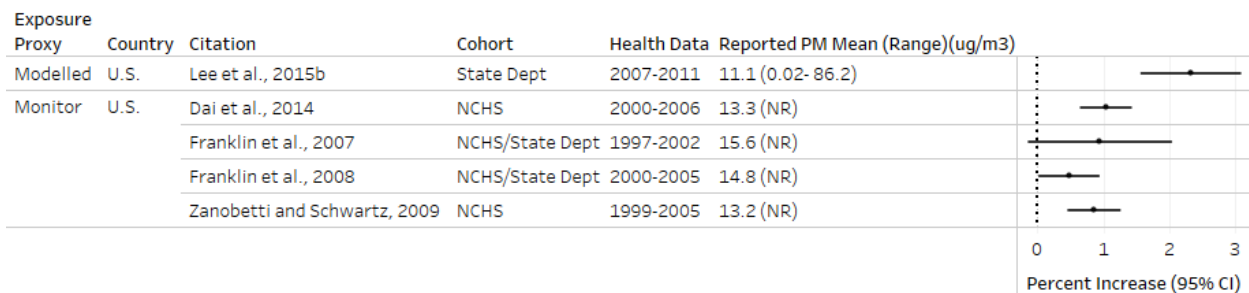 Exposure
Proxy Country Citation Cohort Health Data Reported PM Mean (Range)(ug/m3)
Modelled U.S. Lee et al., 2015b State Dept 2007-2011 11.1 (0.02- 86.2)
Monitor U.S. Dai et al., 2014 NCHS 2000-2006 13.3 (NR)
Franklin et al., 2007 NCHS/State Dept 1997-2002 15.6 (NR)
Franklin et al., 2008 NCHS/State Dept 2000-2005 14.8 (NR)
Zanobetti and Schwartz, 2009 NCHS 1999-2005 13.2 (NR)
0 1 2 3
Percent Increase (95% CI)